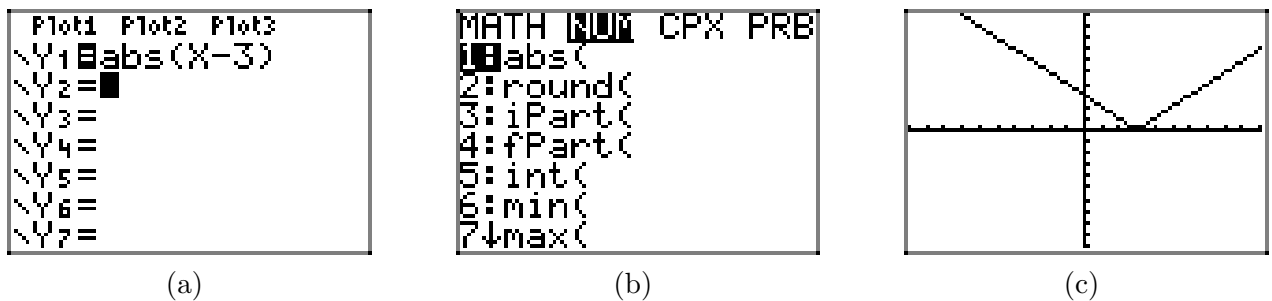 Plot1 Plot2 Plot3
\Y1=abs(X-3)
\Y2=
\Y3=
\Y4=
\Y5=
\Y6=
\Y7=
(a)
MATH NUM CPX PRB
1:abs(
2:round(
3:iPart(
4:fPart(
5:int(
6:min(
7↓max(
(b)
(c)